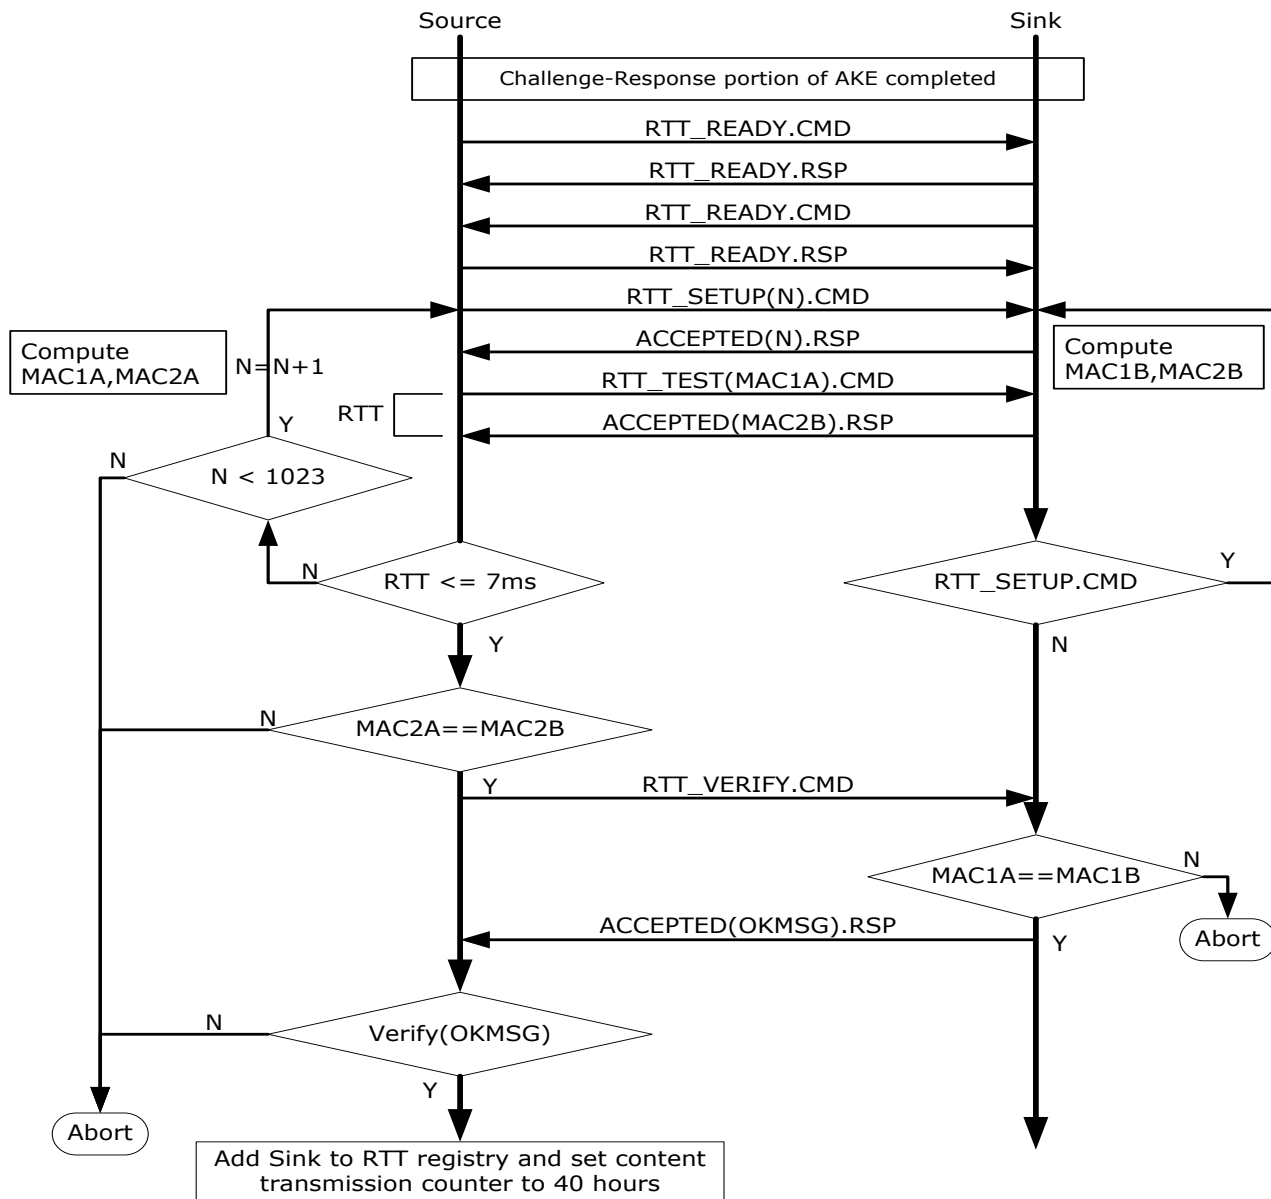 Source
Sink
Challenge-Response portion of AKE completed
RTT_READY.CMD
RTT_READY.RSP
RTT_READY.CMD
RTT_READY.RSP
RTT_SETUP(N).CMD
Compute
MAC1A,MAC2A
N=N+1
ACCEPTED(N).RSP
Compute
MAC1B,MAC2B
RTT_TEST(MAC1A).CMD
RTT
ACCEPTED(MAC2B).RSP
Y
N
N < 1023
N
RTT <= 7ms
Y
RTT_SETUP.CMD
Y
N
N
MAC2A==MAC2B
Y
RTT_VERIFY.CMD
MAC1A==MAC1B
N
Abort
ACCEPTED(OKMSG).RSP
Y
N
Verify(OKMSG)
Y
Abort
Add Sink to RTT registry and set content
transmission counter to 40 hours